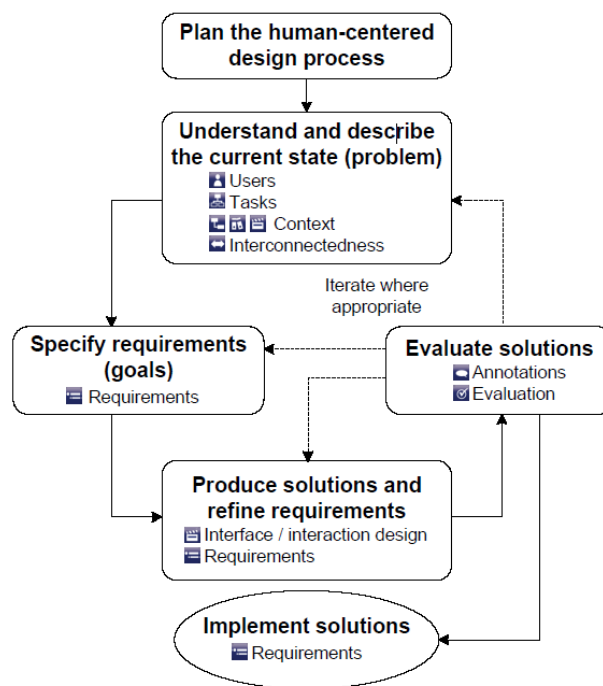 Plan the human-centered
design process
Understand and describe
the current state (problem)
Users
Tasks
Context
Interconnectedness
Iterate where
appropriate
Specify requirements
(goals)
Requirements
Evaluate solutions
Annotations
Evaluation
Produce solutions and
refine requirements
Interface / interaction design
Requirements
Implement solutions
Requirements